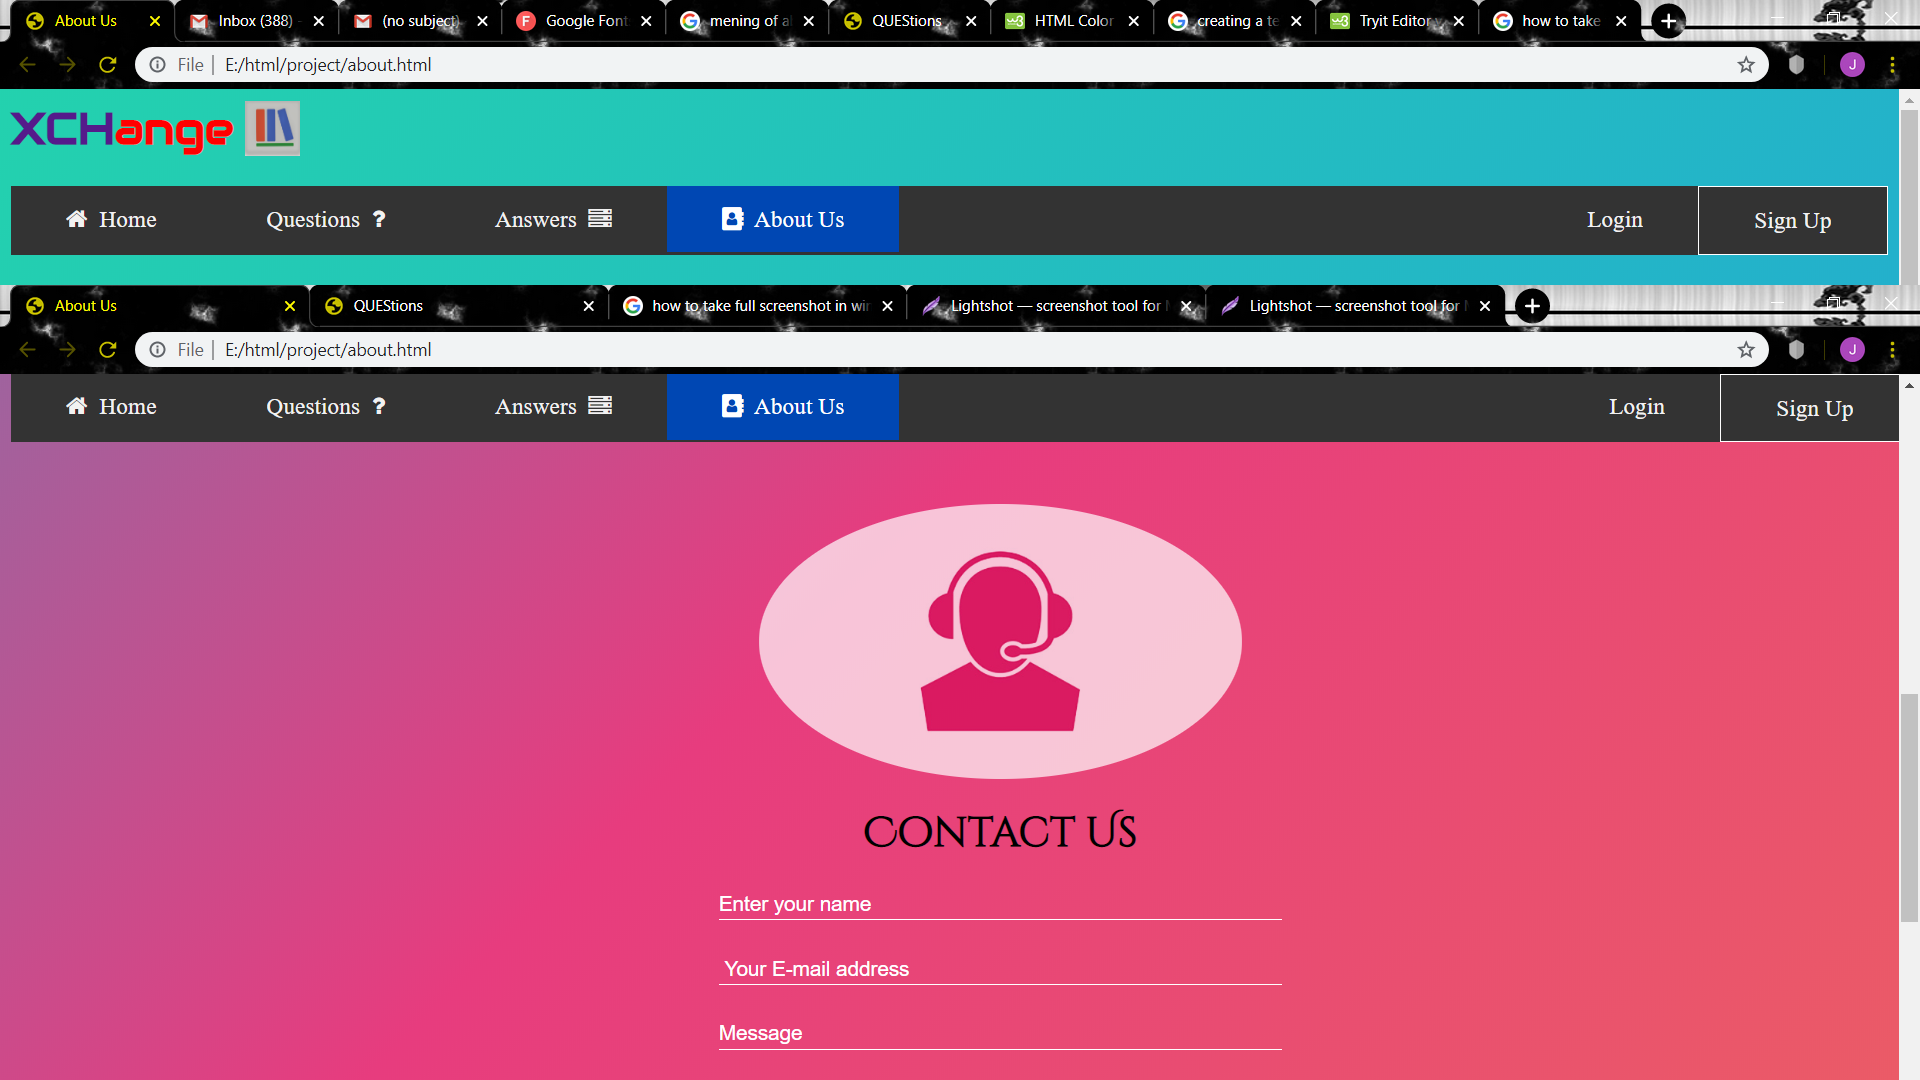 About Us Inbox (388) - (no subject) Google Font mening of a QUEStions HTML Color creating a te Tryit Editor how to take
File E:/html/project/about.html J
XCHange
Home Questions ? Answers About Us Login Sign Up
About Us QUEStions how to take full screenshot in wi Lightshot — screenshot tool for Lightshot — screenshot tool for
File E:/html/project/about.html J
Home Questions ? Answers About Us Login Sign Up
Contact Us
Enter your name
Your E-mail address
Message